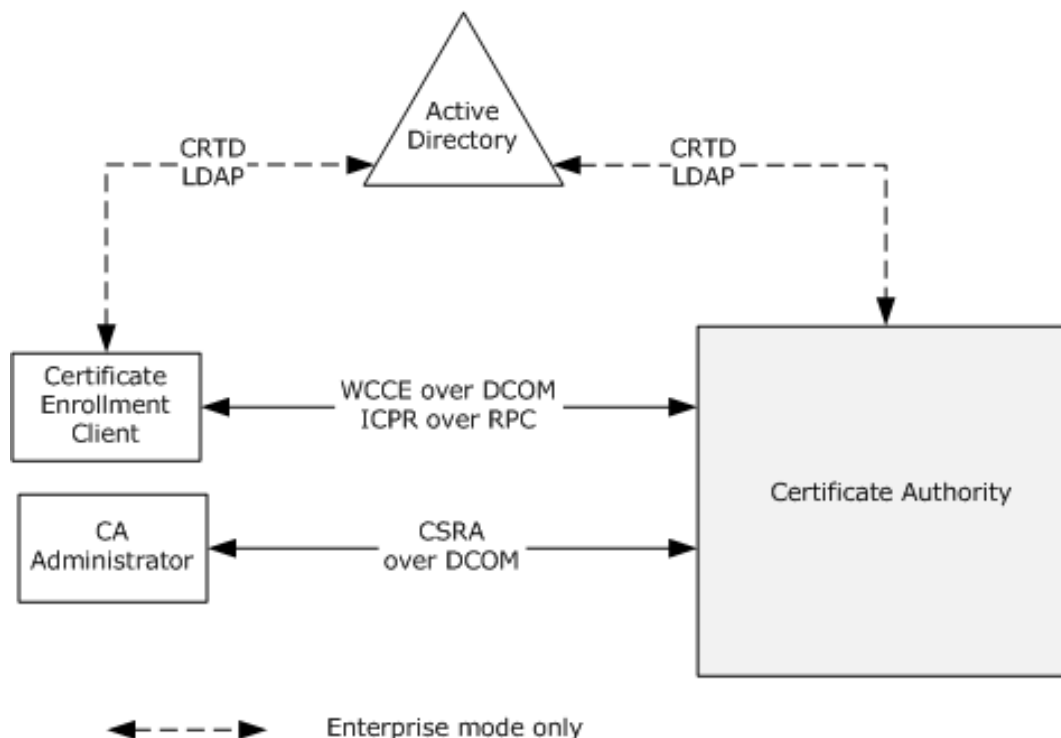 Active
Directory
CRTD
LDAP
CRTD
LDAP
Certificate
Enrollment
Client
WCCE over DCOM
ICPR over RPC
Certificate Authority
CA
Administrator
CSRA
over DCOM
Enterprise mode only